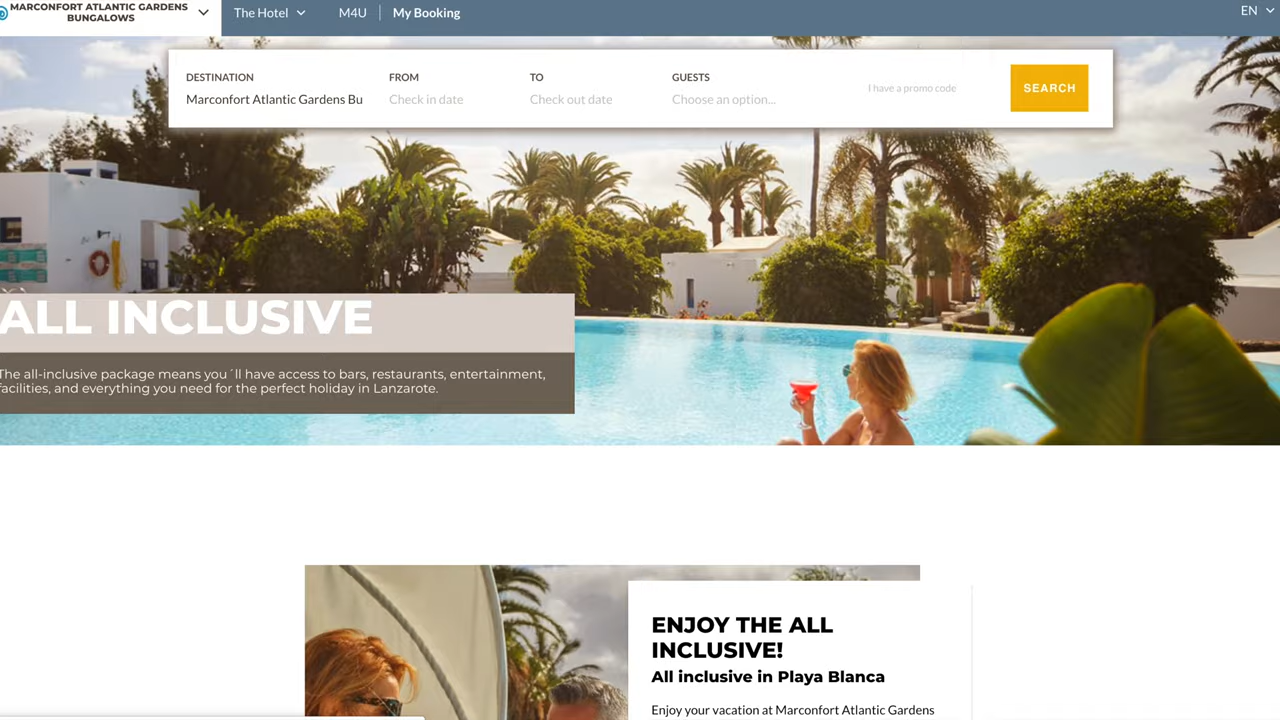 MARCONFORT ATLANTIC GARDENS
BUNGALOWS
The Hotel
M4U
My Booking
EN
DESTINATION
FROM
TO
GUESTS
Marconfort Atlantic Gardens Bu
Check in date
Check out date
Choose an option...
I have a promo code
SEARCH
ALL INCLUSIVE
The all-inclusive package means you´ll have access to bars, restaurants, entertainment,
facilities, and everything you need for the perfect holiday in Lanzarote.
ENJOY THE ALL
INCLUSIVE!
All inclusive in Playa Blanca
Enjoy your vacation at Marconfort Atlantic Gardens